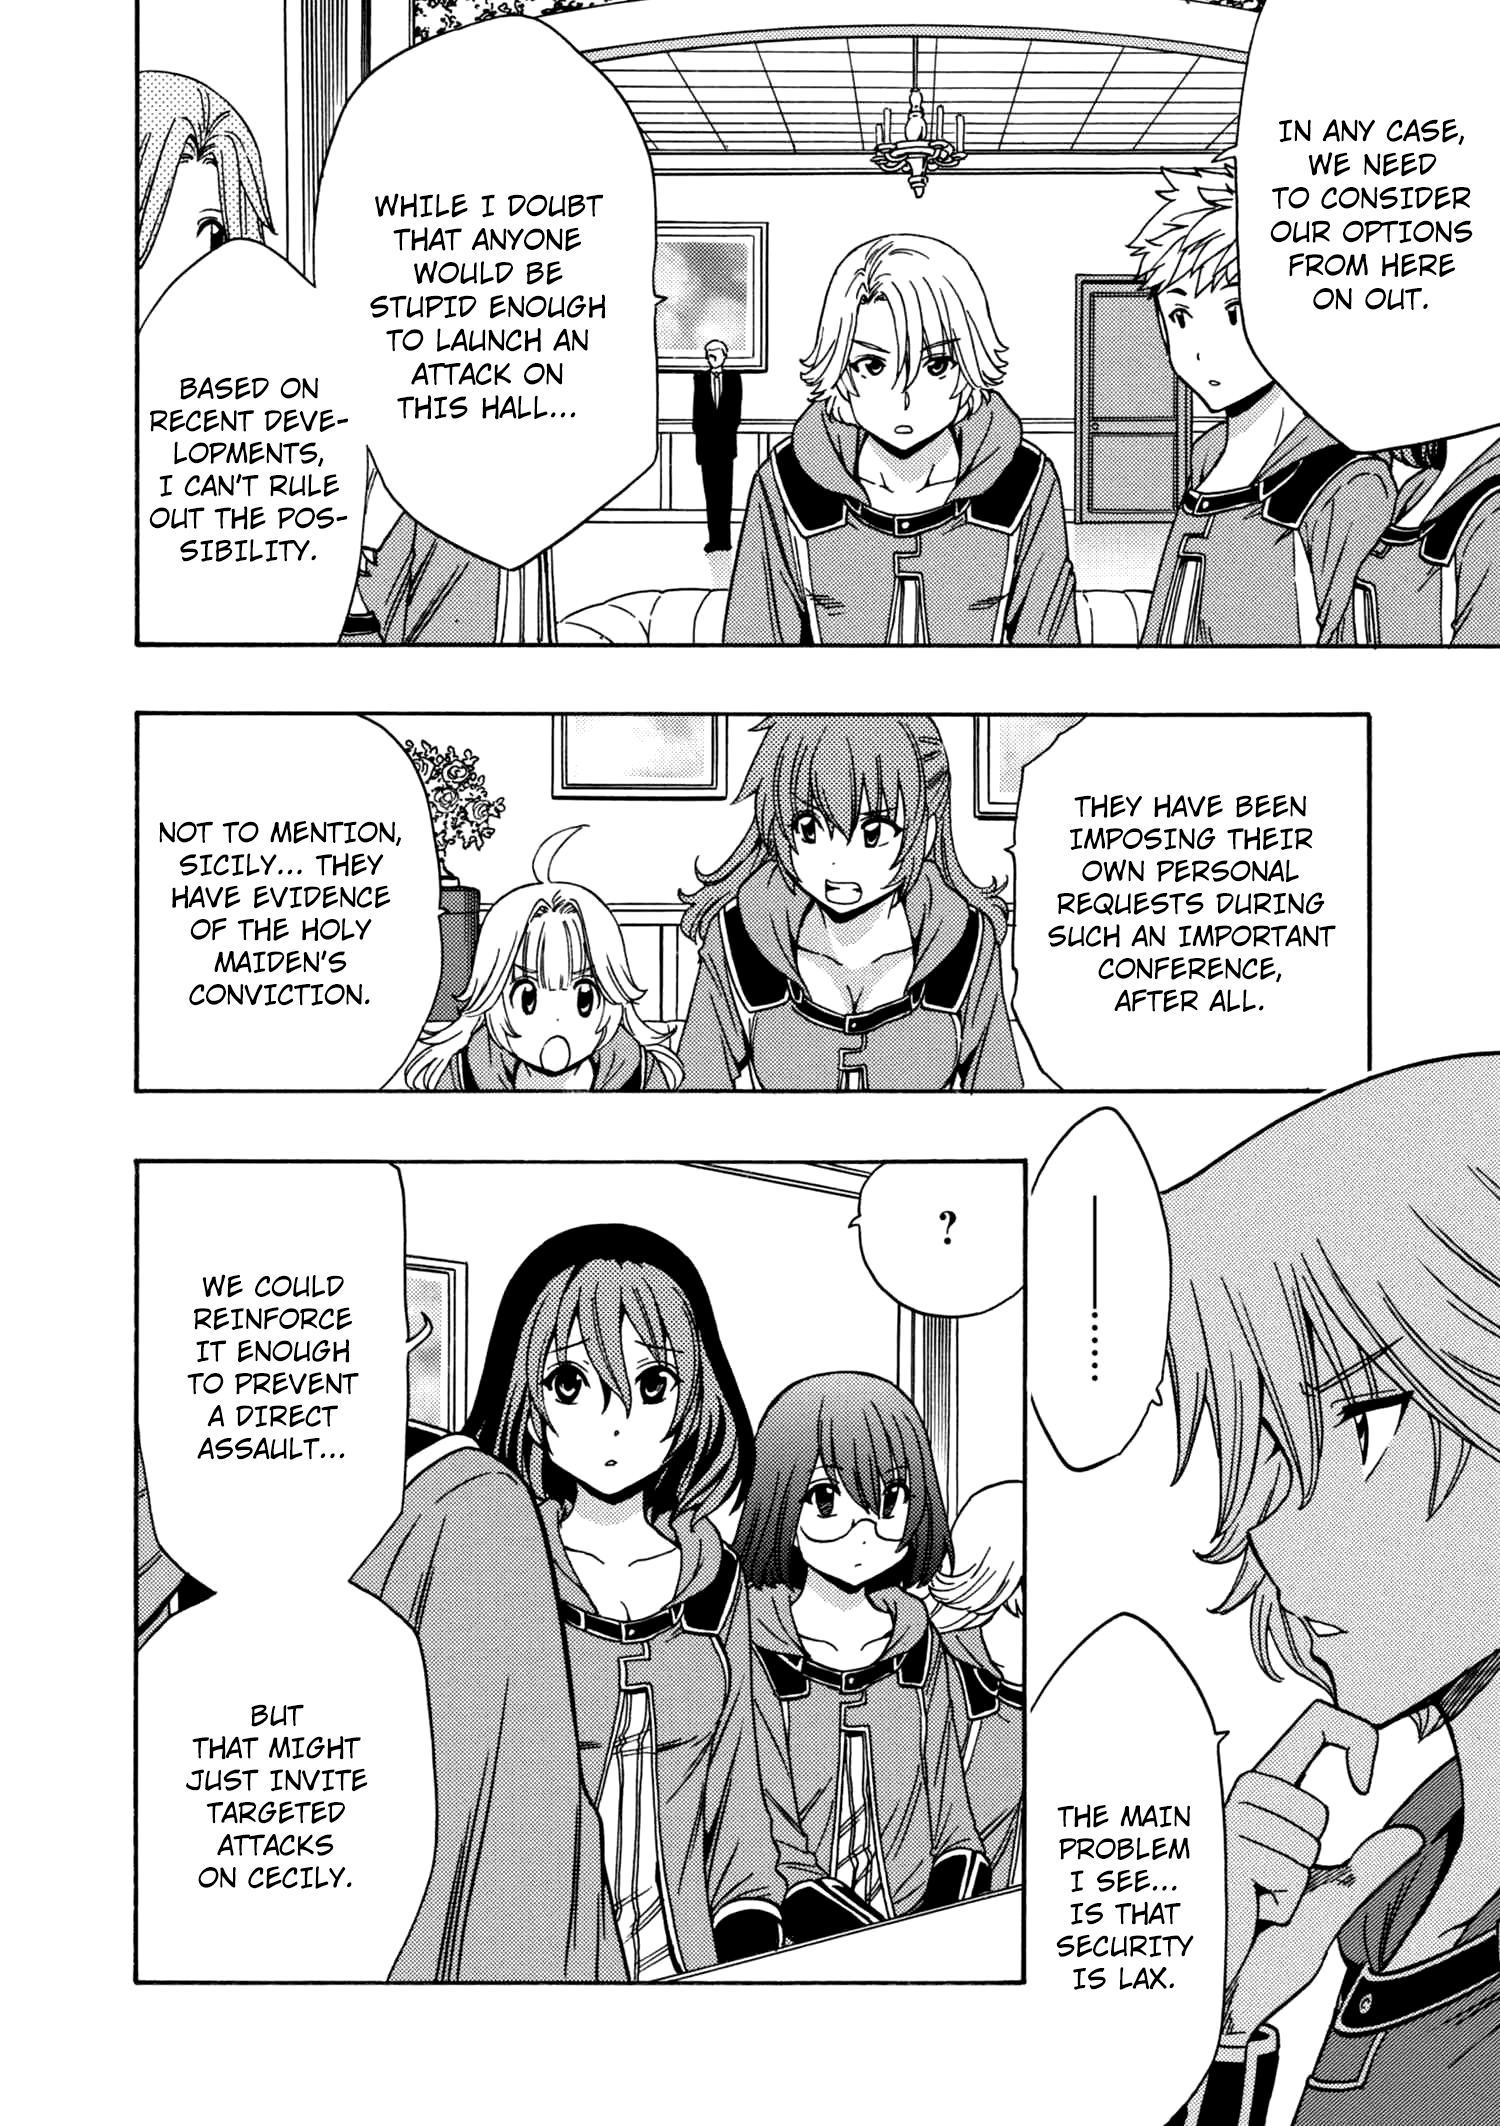 IN ANY CASE,
WE NEED
TO CONSIDER
OUR OPTIONS
FROM HERE
ON OUT.
WHILE I DOUBT
THAT ANYONE
WOULD BE
STUPID ENOUGH
TO LAUNCH AN
ATTACK ON
THIS HALL...
BASED ON
RECENT DEVE-
LOPMENTS,
I CAN'T RULE
OUT THE POS-
SIBILITY.
THEY HAVE BEEN
IMPOSING THEIR
OWN PERSONAL
REQUESTS DURING
SUCH AN IMPORTANT
CONFERENCE,
AFTER ALL.
NOT TO MENTION,
SICILY... THEY
HAVE EVIDENCE
OF THE HOLY
MAIDEN'S
CONVICTION.
—......
THE MAIN
PROBLEM
I SEE...
IS THAT
SECURITY
IS LAX.
?
WE COULD
REINFORCE
IT ENOUGH
TO PREVENT
A DIRECT
ASSAULT...
BUT
THAT MIGHT
JUST INVITE
TARGETED
ATTACKS
ON CECILY.